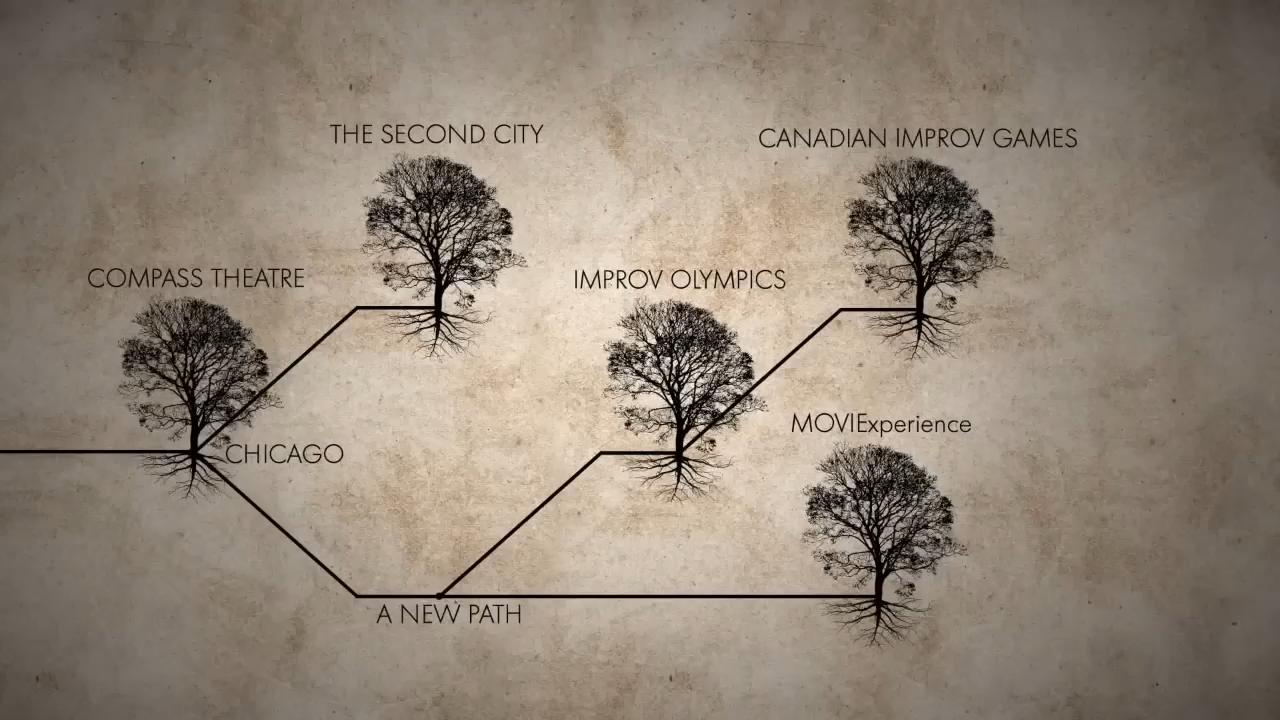 THE SECOND CITY
CANADIAN IMPROV GAMES
COMPASS THEATRE
IMPROV OLYMPICS
MOVIExperience
CHICAGO
A NEW PATH